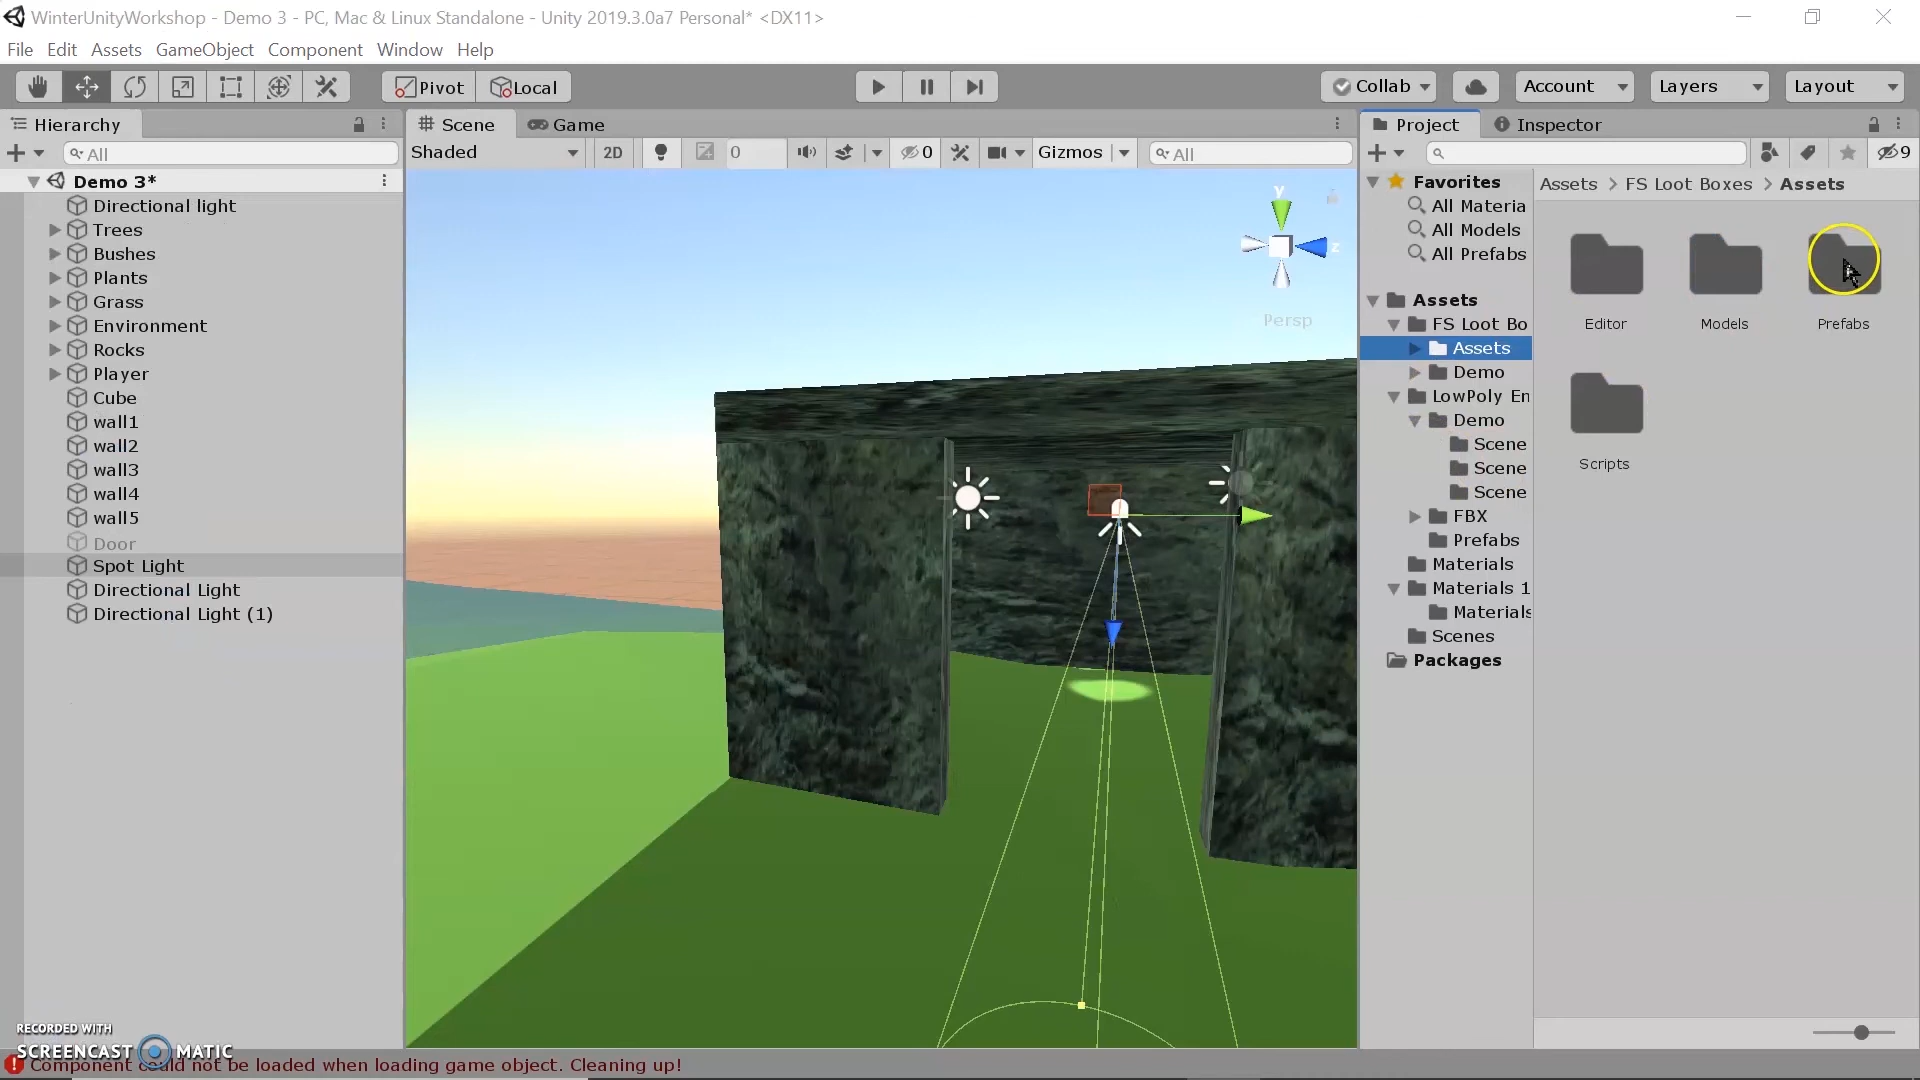 WinterUnityWorkshop - Demo 3 - PC, Mac & Linux Standalone - Unity 2019.3.0a7 Personal* <DX11>
File Edit Assets GameObject Component Window Help
Pivot Local Collab Account Layers Layout
Hierarchy Scene Game Project Inspector
All Shaded 2D 0 0 Gizmos All 9
Demo 3*
Directional light
Trees
Bushes
Plants
Grass
Environment
Rocks
Player
Cube
wall1
wall2
wall3
wall4
wall5
Door
Spot Light
Directional Light
Directional Light (1)
y
z
Persp
Favorites
All Materia
All Models
All Prefabs
Assets
FS Loot Bo
Assets
Demo
LowPoly En
Demo
Scene
Scene
Scene
FBX
Prefabs
Materials
Materials 1
Materials
Scenes
Packages
Assets > FS Loot Boxes > Assets
Editor Models Prefabs
Scripts
RECORDED WITH
SCREENCAST MATIC
Component could not be loaded when loading game object. Cleaning up!